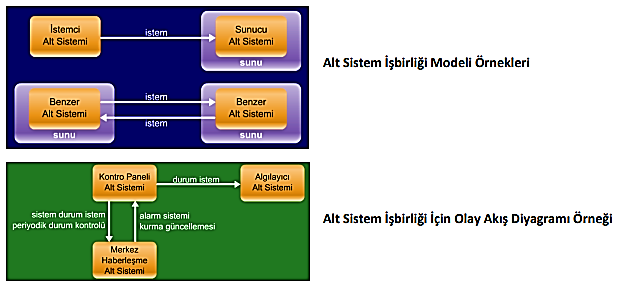 İstemci
Alt Sistemi
istem
Sunucu
Alt Sistemi
sunu
Alt Sistem İşbirliği Modeli Örnekleri
Benzer
Alt Sistemi
sunu
istem
istem
Benzer
Alt Sistemi
sunu
Kontro Paneli
Alt Sistemi
durum istem
Algılayıcı
Alt Sistemi
Alt Sistem İşbirliği İçin Olay Akış Diyagramı Örneği
sistem durum istem
periyodik durum kontrolü
alarm sistemi
kurma güncellemesi
Merkez
Haberleşme
Alt Sistemi